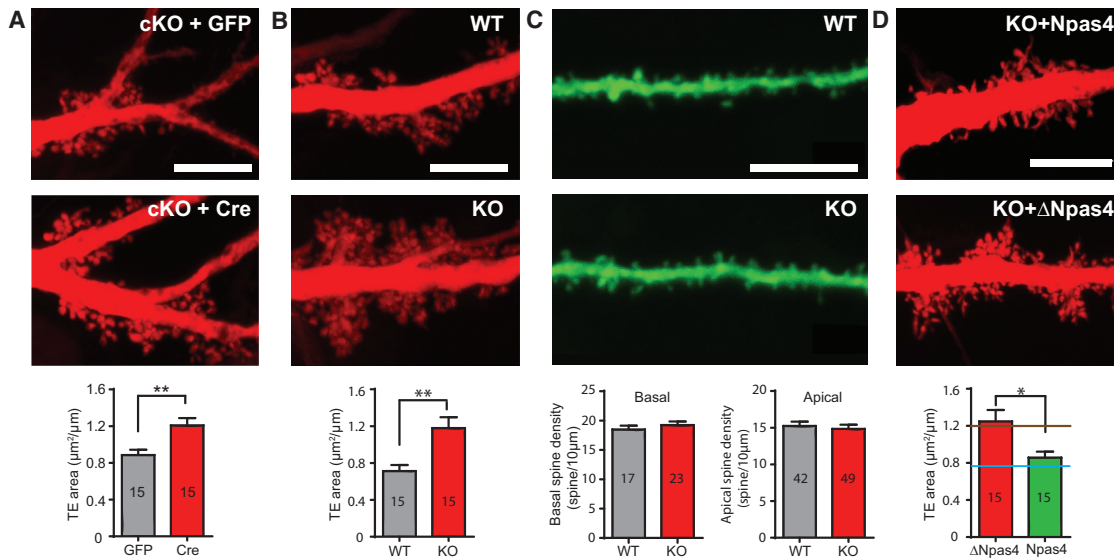 A
cKO + GFP
cKO + Cre
TE area (µm²/µm)
1.6
1.2
0.8
0.4
0
**
15
15
GFP
Cre
B
WT
KO
TE area (µm²/µm)
1.6
1.2
0.8
0.4
0
**
15
15
WT
KO
C
WT
KO
Basal
Basal spine density
(spine/10µm)
25
20
15
10
5
0
17
23
WT
KO
Apical
Apical spine density
(spine/10µm)
20
15
10
5
0
42
49
WT
KO
D
KO+Npas4
KO+ΔNpas4
TE area (µm²/µm)
1.6
1.2
0.8
0.4
0
*
15
15
ΔNpas4
Npas4